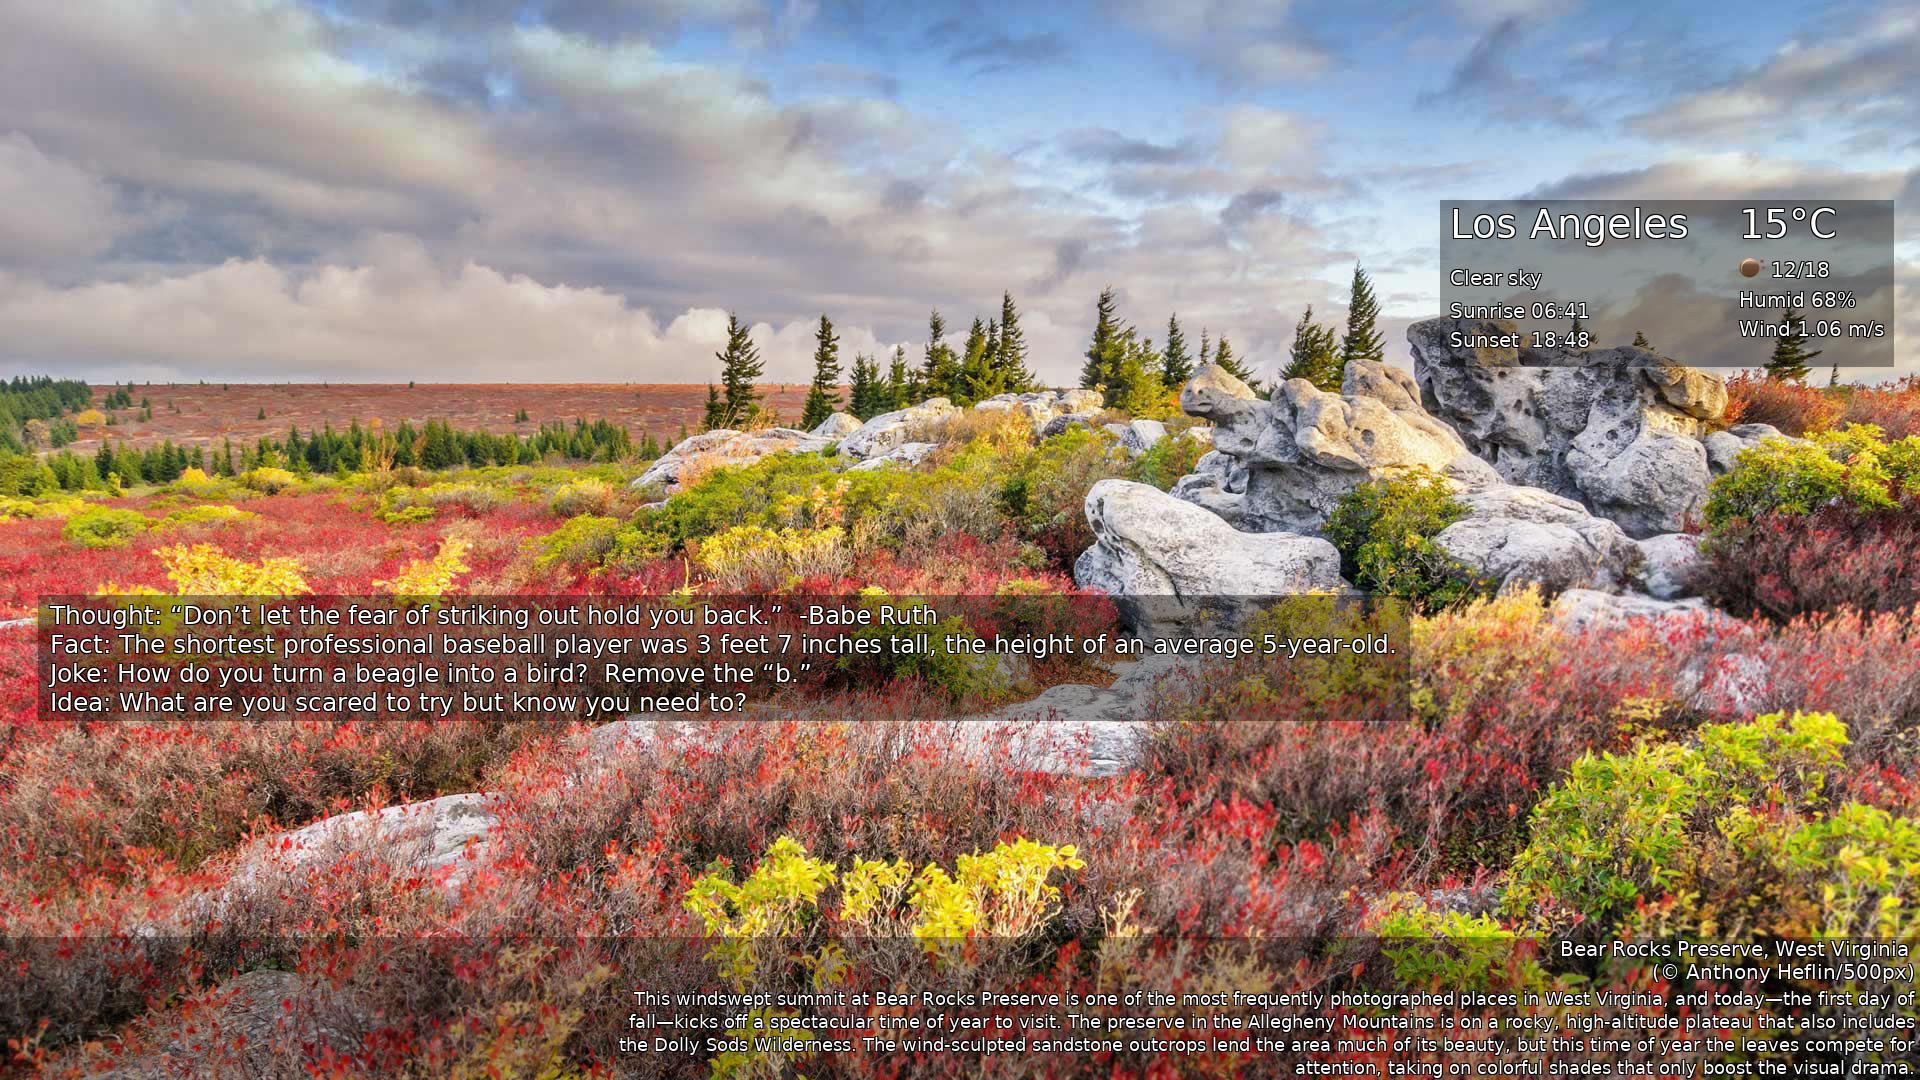 Los Angeles 15°C
Clear sky 12/18
Humid 68%
Sunrise 06:41
Wind 1.06 m/s
Sunset 18:48
Thought: “Don’t let the fear of striking out hold you back.” -Babe Ruth
Fact: The shortest professional baseball player was 3 feet 7 inches tall, the height of an average 5-year-old.
Joke: How do you turn a beagle into a bird? Remove the “b.”
Idea: What are you scared to try but know you need to?
Bear Rocks Preserve, West Virginia
(© Anthony Heflin/500px)
This windswept summit at Bear Rocks Preserve is one of the most frequently photographed places in West Virginia, and today—the first day of
fall—kicks off a spectacular time of year to visit. The preserve in the Allegheny Mountains is on a rocky, high-altitude plateau that also includes
the Dolly Sods Wilderness. The wind-sculpted sandstone outcrops lend the area much of its beauty, but this time of year the leaves compete for
attention, taking on colorful shades that only boost the visual drama.